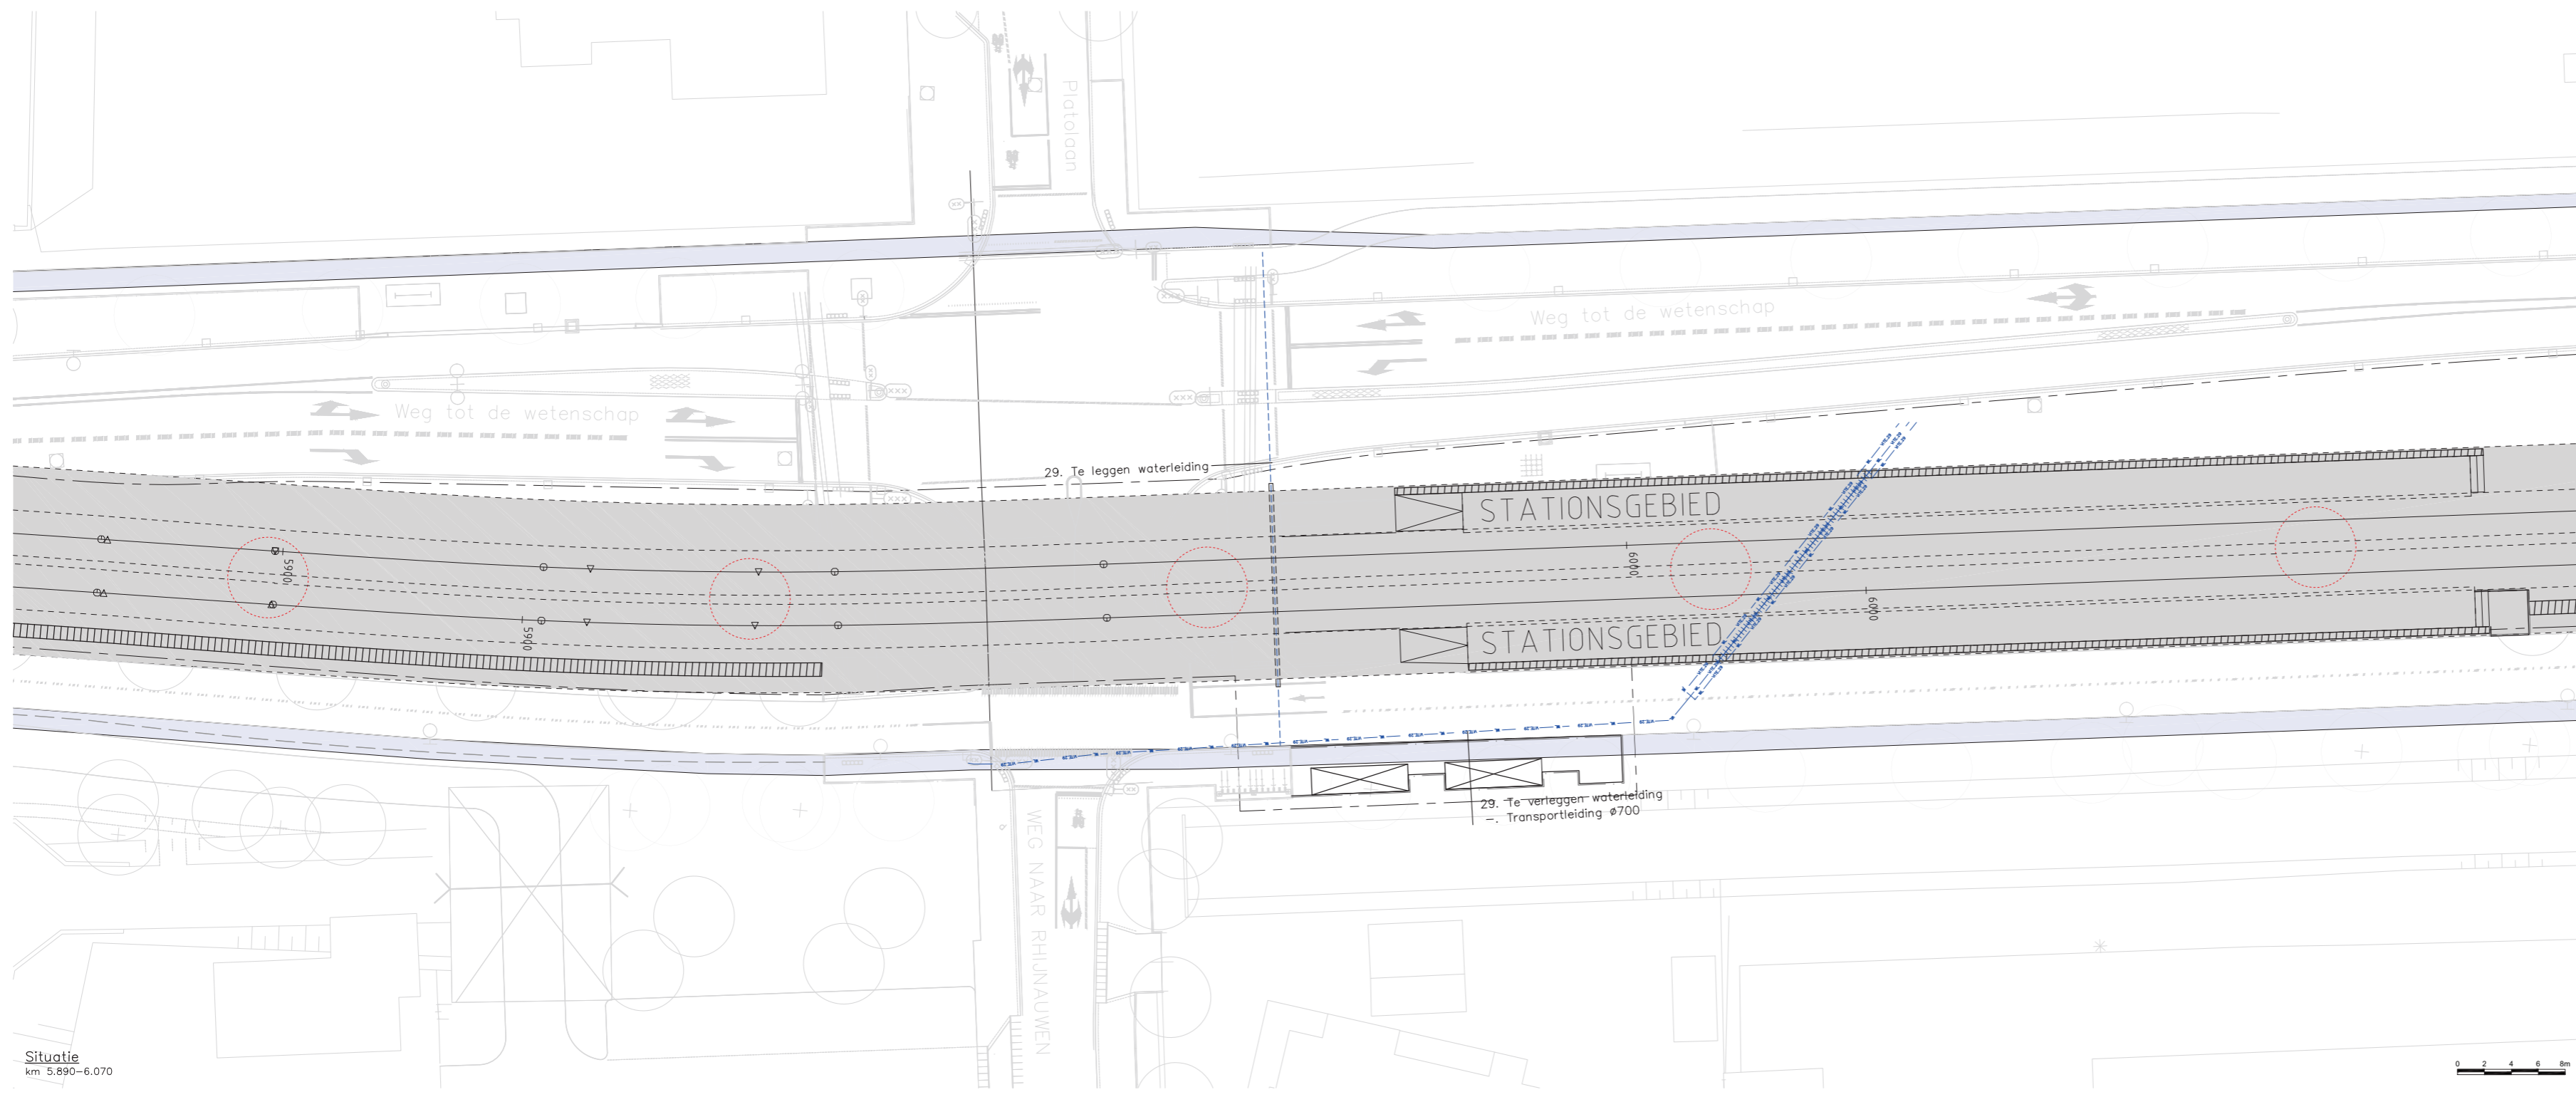 Platolaan
Weg tot de wetenschap
Weg tot de wetenschap
29. Te leggen waterleiding
STATIONSGEBIED
5900
6000
6000
5900
STATIONSGEBIED
29. Te verleggen waterleiding
–. Transportleiding Ø700
WEG NAAR RHIJNAUWEN
Situatie
km 5.890–6.070
0 2 4 6 8m